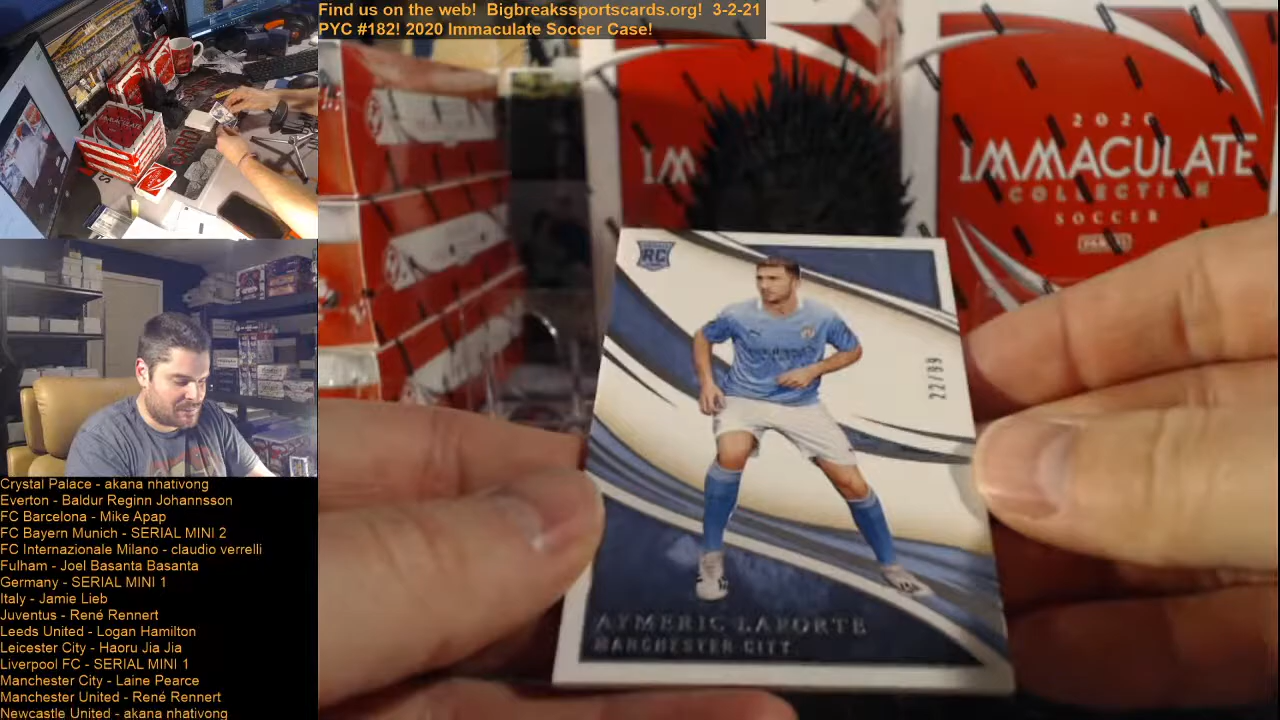 Find us on the web! Bigbreakssportscards.org! 3-2-21
PYC #182! 2020 Immaculate Soccer Case!
2020
IMMACULATE
COLLECTION
SOCCER
PANINI
IM
RC
22/99
AYMERIC LAPORTE
MANCHESTER CITY
Crystal Palace - akana nhativong
Everton - Baldur Reginn Johannsson
FC Barcelona - Mike Apap
FC Bayern Munich - SERIAL MINI 2
FC Internazionale Milano - claudio verrelli
Fulham - Joel Basanta Basanta
Germany - SERIAL MINI 1
Italy - Jamie Lieb
Juventus - René Rennert
Leeds United - Logan Hamilton
Leicester City - Haoru Jia Jia
Liverpool FC - SERIAL MINI 1
Manchester City - Laine Pearce
Manchester United - René Rennert
Newcastle United - akana nhativong